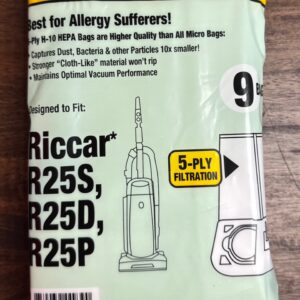 Best for Allergy Sufferers!
-Ply H-10 HEPA Bags are Higher Quality than All Micro Bags:
• Captures Dust, Bacteria & other Particles 10x smaller!
• Stronger "Cloth-Like" material won't rip
• Maintains Optimal Vacuum Performance
9
Designed to Fit:
Riccar*
R25S,
R25D,
R25P
5-PLY
FILTRATION